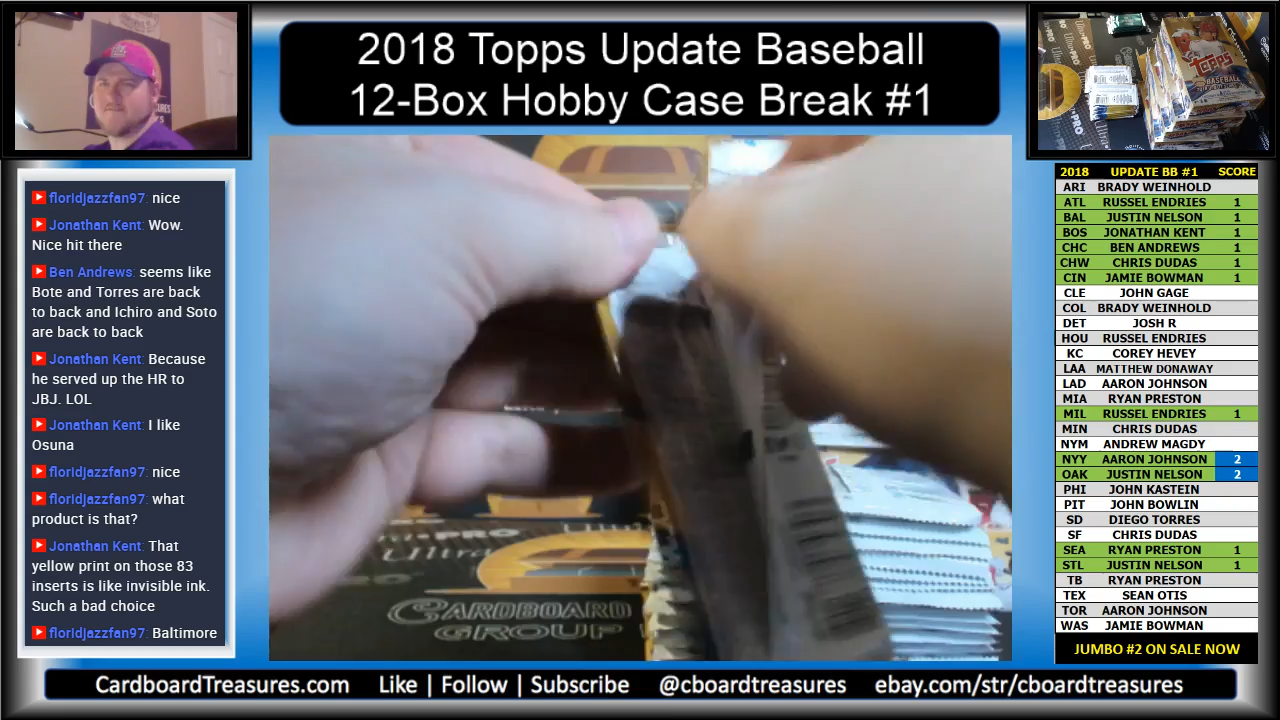 2018 Topps Update Baseball
12-Box Hobby Case Break #1
floridjazzfan97: nice
Jonathan Kent: Wow.
Nice hit there
Ben Andrews: seems like
Bote and Torres are back
to back and Ichiro and Soto
are back to back
Jonathan Kent: Because
he served up the HR to
JBJ. LOL
Jonathan Kent: I like
Osuna
floridjazzfan97: nice
floridjazzfan97: what
product is that?
Jonathan Kent: That
yellow print on those 83
inserts is like invisible ink.
Such a bad choice
floridjazzfan97: Baltimore
Ultra PRO
CARDBOARD
GROUP
Topps
BASEBALL
2018 UPDATE BB #1 SCORE
ARI BRADY WEINHOLD
ATL RUSSEL ENDRIES 1
BAL JUSTIN NELSON 1
BOS JONATHAN KENT 1
CHC BEN ANDREWS 1
CHW CHRIS DUDAS 1
CIN JAMIE BOWMAN 1
CLE JOHN GAGE
COL BRADY WEINHOLD
DET JOSH R
HOU RUSSEL ENDRIES
KC COREY HEVEY
LAA MATTHEW DONAWAY
LAD AARON JOHNSON
MIA RYAN PRESTON
MIL RUSSEL ENDRIES 1
MIN CHRIS DUDAS
NYM ANDREW MAGDY
NYY AARON JOHNSON 2
OAK JUSTIN NELSON 2
PHI JOHN KASTEIN
PIT JOHN BOWLIN
SD DIEGO TORRES
SF CHRIS DUDAS
SEA RYAN PRESTON 1
STL JUSTIN NELSON 1
TB RYAN PRESTON
TEX SEAN OTIS
TOR AARON JOHNSON
WAS JAMIE BOWMAN
JUMBO #2 ON SALE NOW
CardboardTreasures.com Like | Follow | Subscribe @cboardtreasures ebay.com/str/cboardtreasures